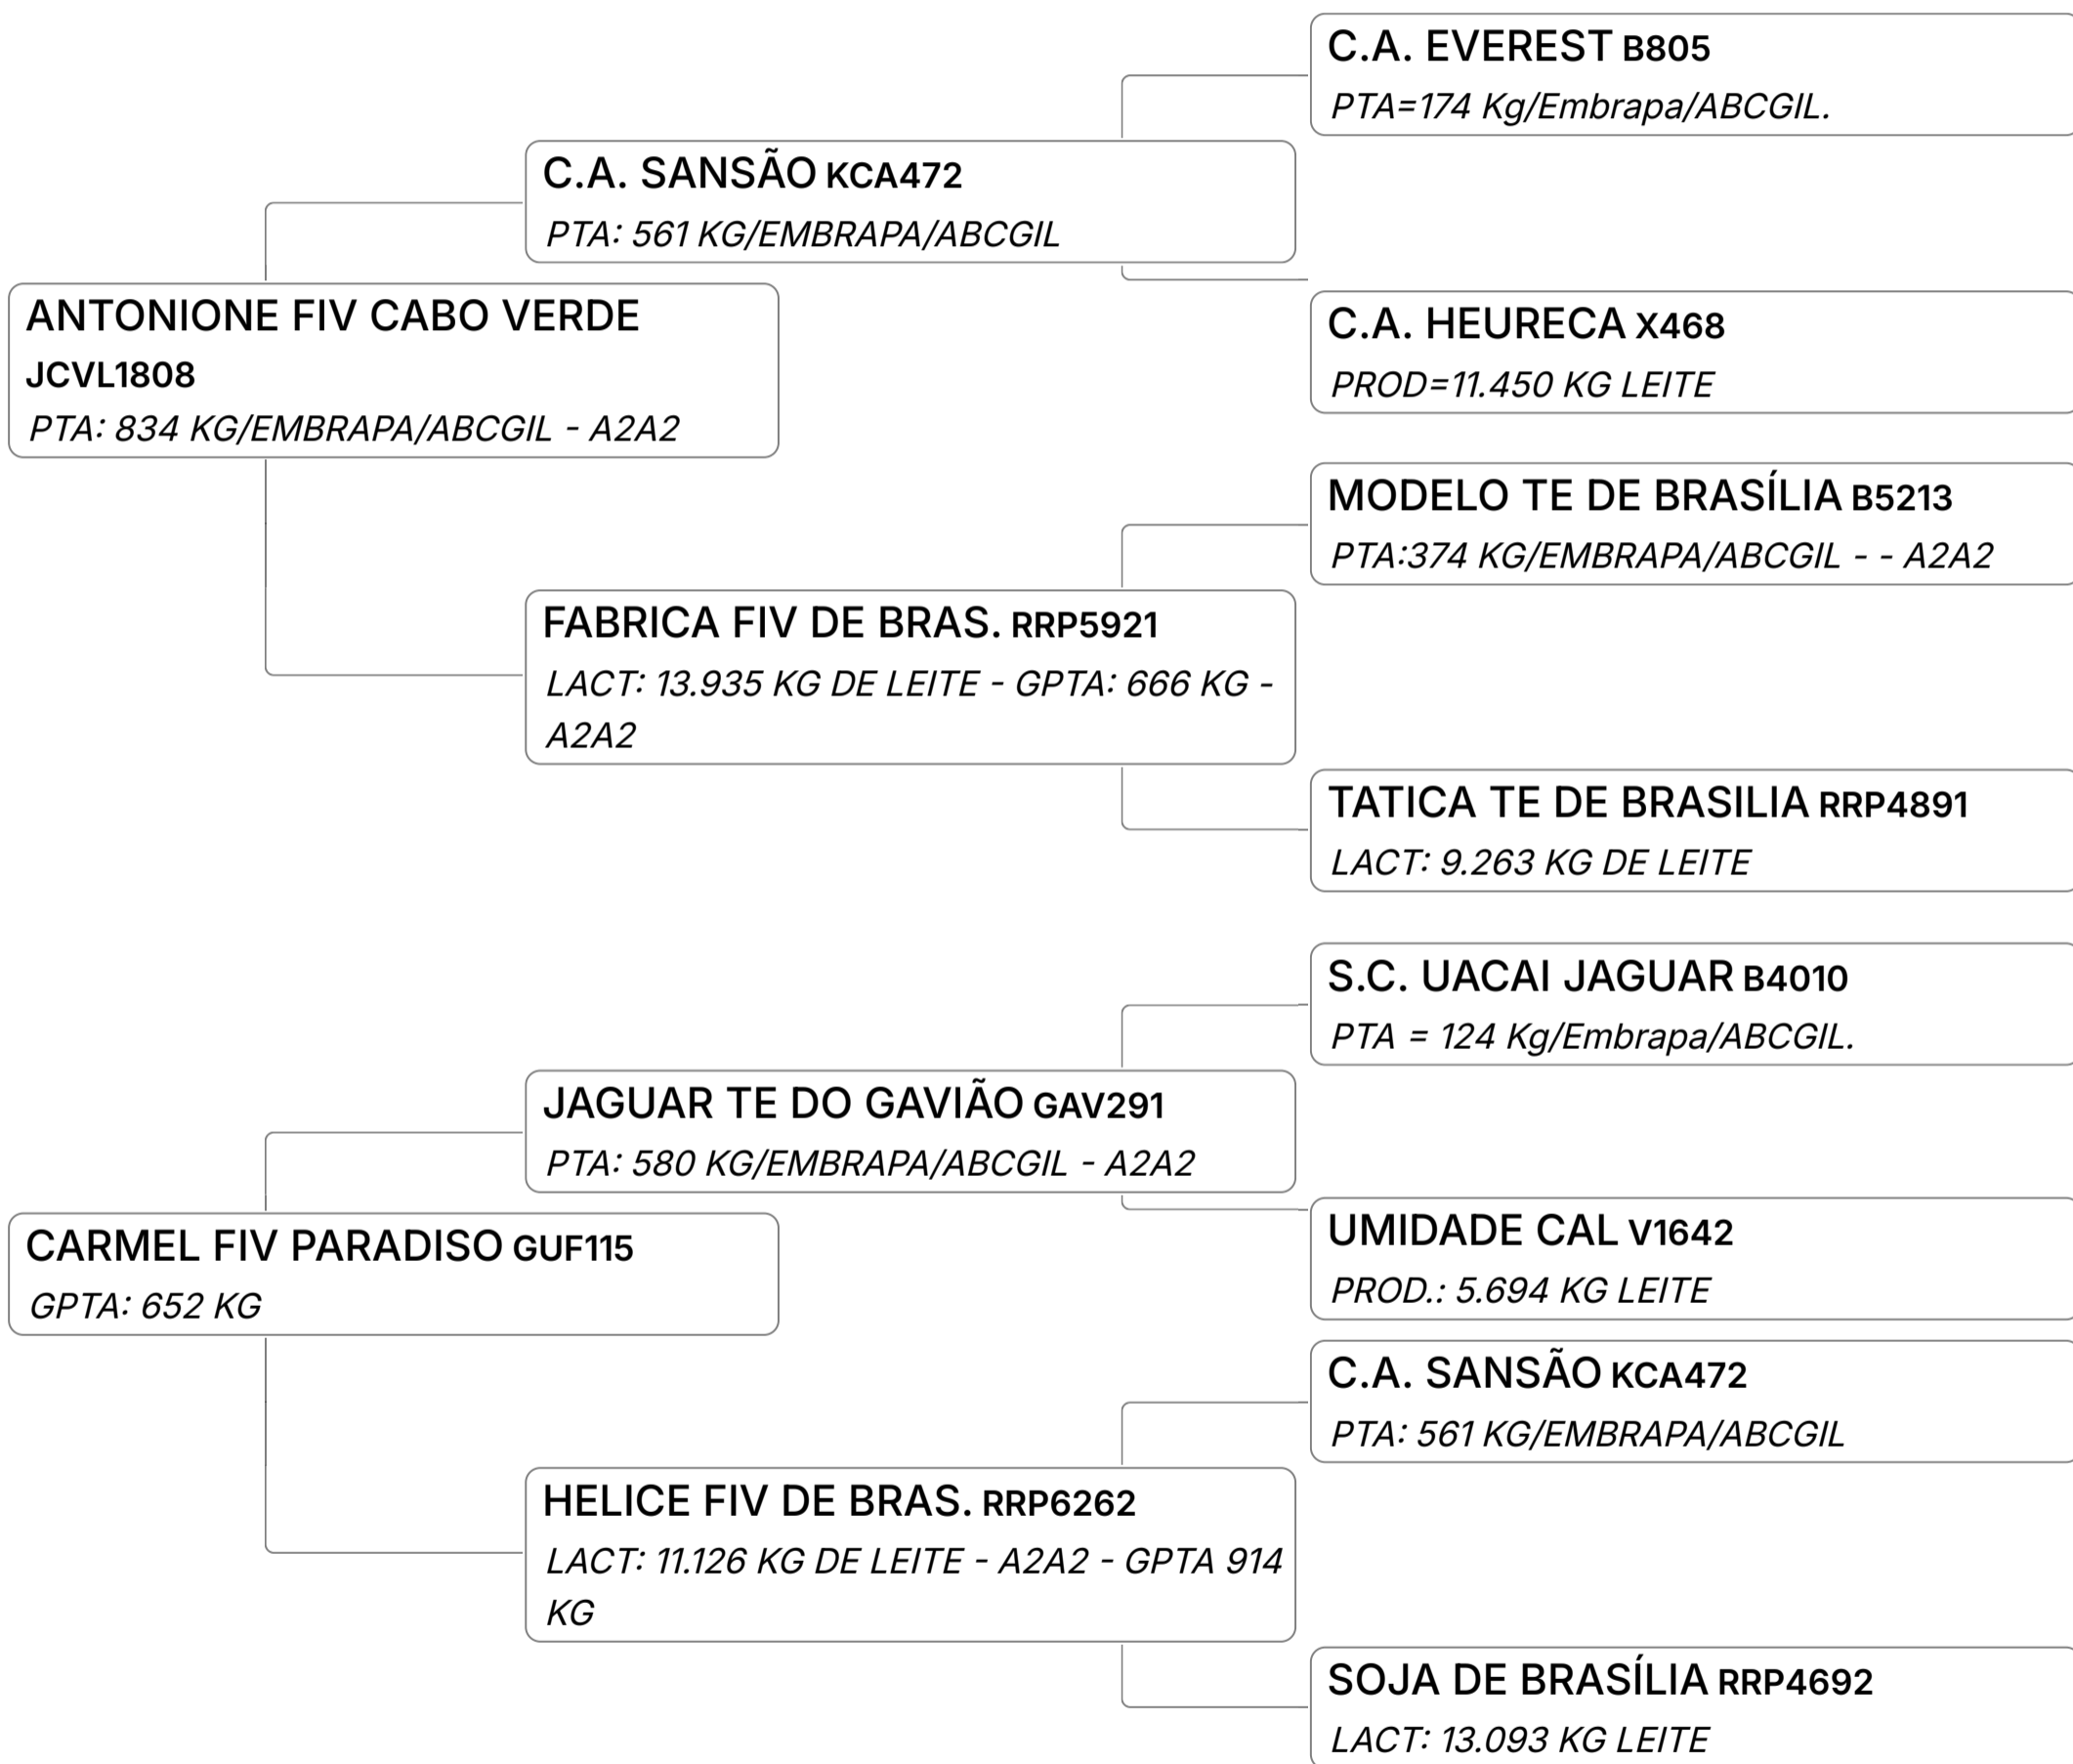 C.A. EVEREST B805
PTA=174 Kg/Embrapa/ABCGIL.
C.A. SANSÃO KCA472
PTA: 561 KG/EMBRAPA/ABCGIL
ANTONIONE FIV CABO VERDE
JCVL1808
PTA: 834 KG/EMBRAPA/ABCGIL - A2A2
C.A. HEURECA X468
PROD=11.450 KG LEITE
MODELO TE DE BRASÍLIA B5213
PTA:374 KG/EMBRAPA/ABCGIL - - A2A2
FABRICA FIV DE BRAS. RRP5921
LACT: 13.935 KG DE LEITE - GPTA: 666 KG -
A2A2
TATICA TE DE BRASILIA RRP4891
LACT: 9.263 KG DE LEITE
S.C. UACAI JAGUAR B4010
PTA = 124 Kg/Embrapa/ABCGIL.
JAGUAR TE DO GAVIÃO GAV291
PTA: 580 KG/EMBRAPA/ABCGIL - A2A2
CARMEL FIV PARADISO GUF115
GPTA: 652 KG
UMIDADE CAL V1642
PROD.: 5.694 KG LEITE
C.A. SANSÃO KCA472
PTA: 561 KG/EMBRAPA/ABCGIL
HELICE FIV DE BRAS. RRP6262
LACT: 11.126 KG DE LEITE - A2A2 - GPTA 914
KG
SOJA DE BRASÍLIA RRP4692
LACT: 13.093 KG LEITE